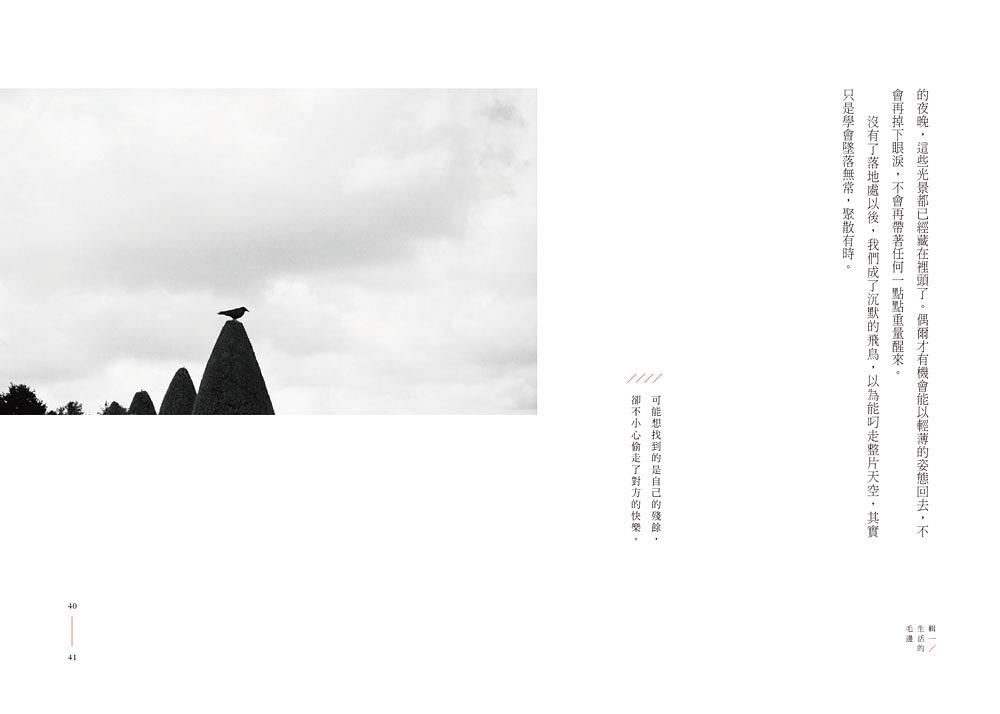 的夜晚，這些光景都已經藏在裡頭了。偶爾才有機會能以輕薄的姿態回去，不
會再掉下眼淚，不會再帶著任何一點點重量醒來。
沒有了落地處以後，我們成了沉默的飛鳥，以為能叼走整片天空，其實
只是學會墜落無常，聚散有時。
可能想找到的是自己的殘餘，
卻不小心偷走了對方的快樂。
輯一／
生活的
毛邊
40
41